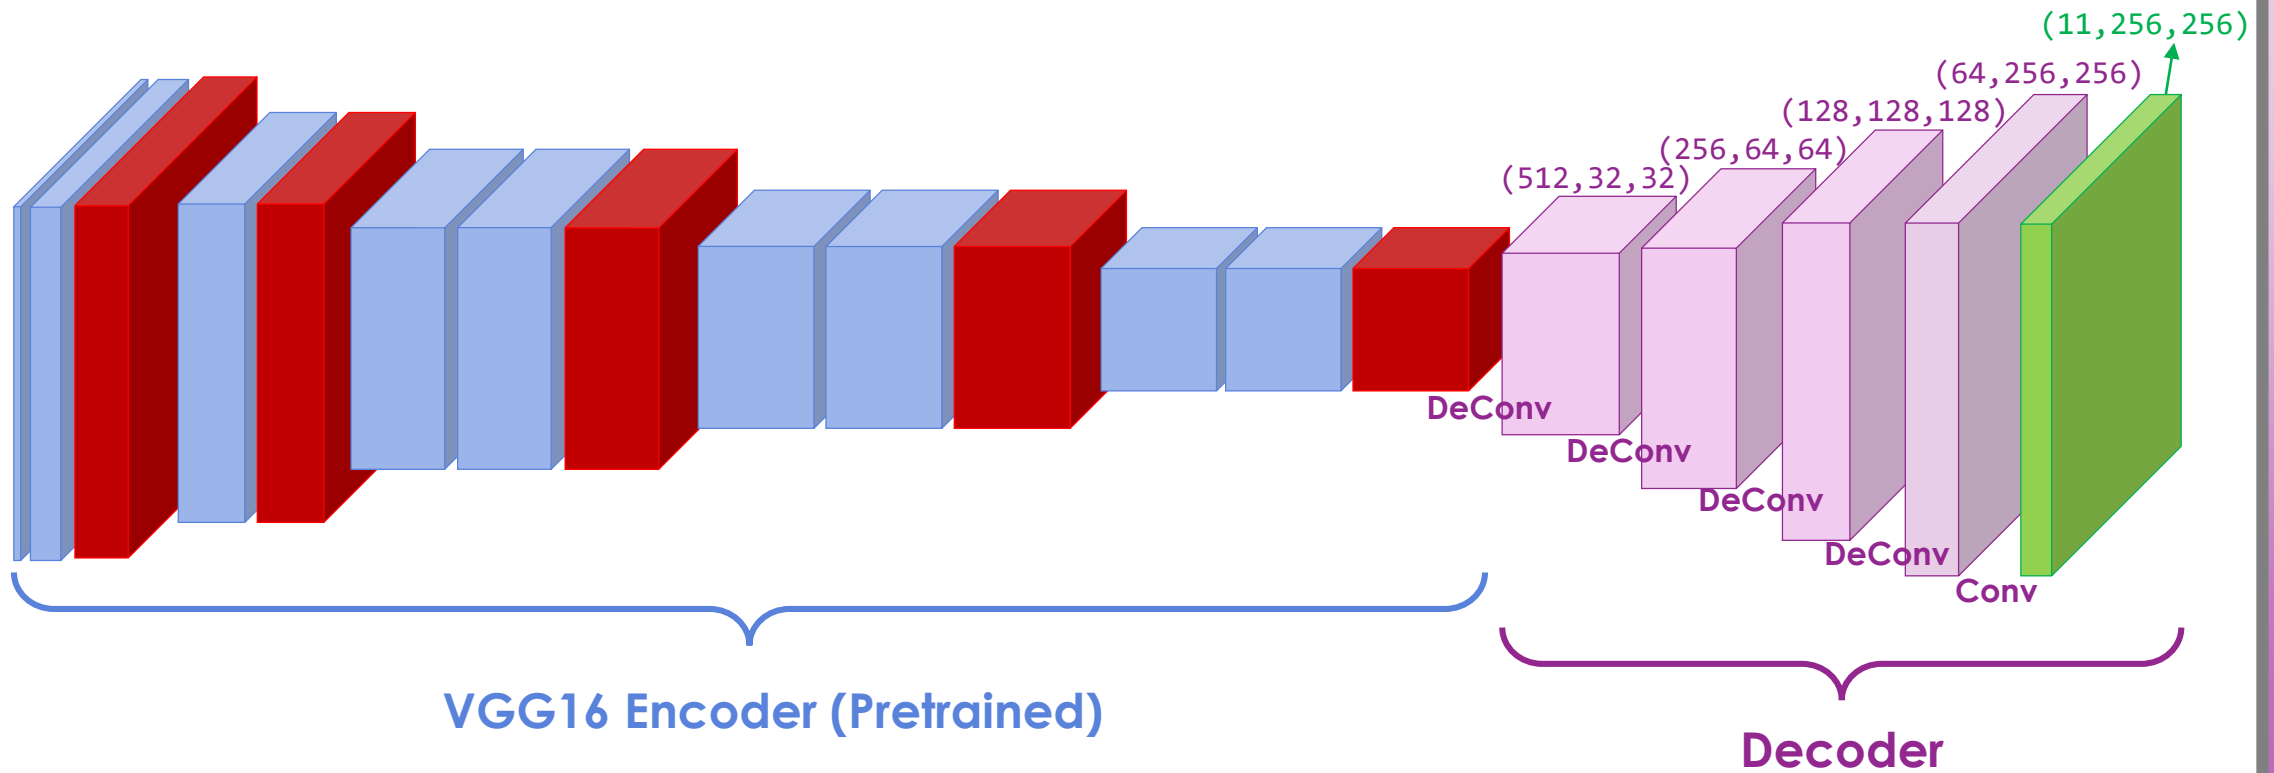 (11,256,256)
(64,256,256)
(128,128,128)
(256,64,64)
(512,32,32)
DeConv
DeConv
DeConv
DeConv
Conv
VGG16 Encoder (Pretrained)
Decoder